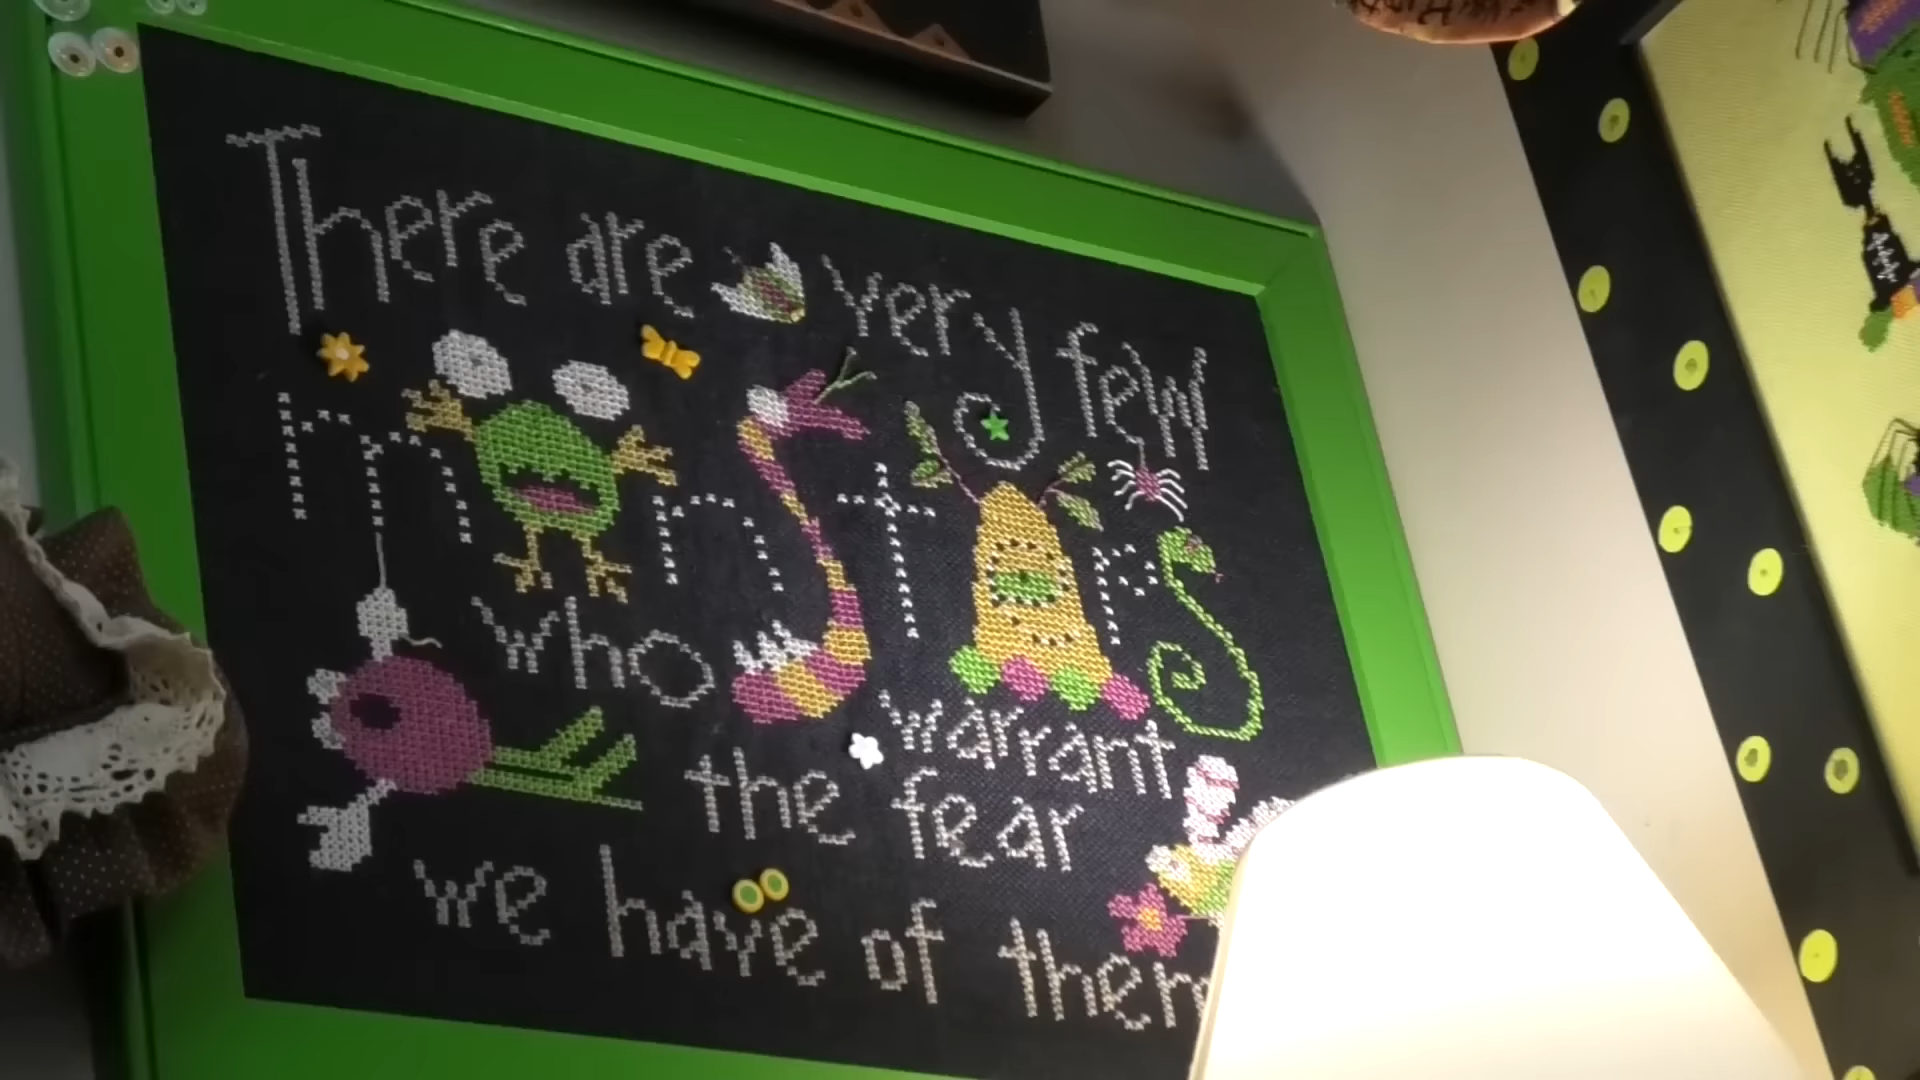 There are very few
monsters
who warrant
the fear
we have of them